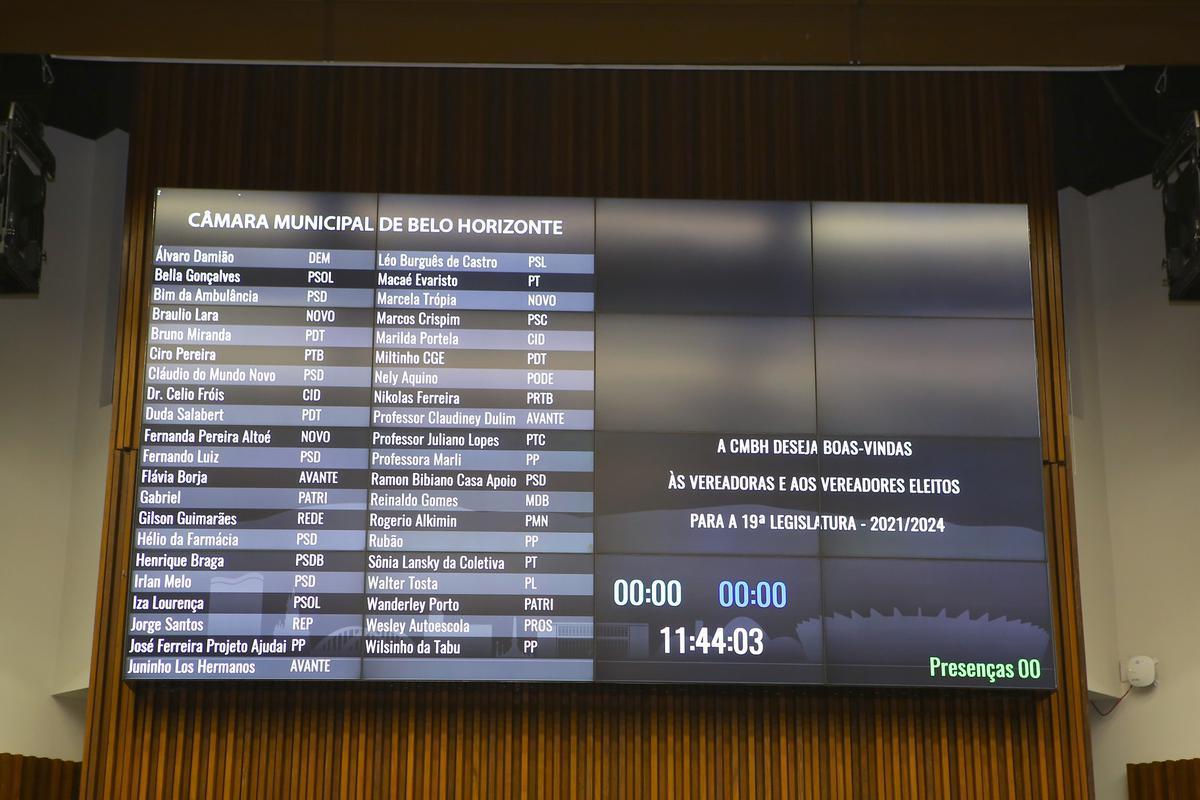 CÂMARA MUNICIPAL DE BELO HORIZONTE
Álvaro Damião DEM
Bella Gonçalves PSOL
Bim da Ambulância PSD
Braulio Lara NOVO
Bruno Miranda PDT
Ciro Pereira PTB
Cláudio do Mundo Novo PSD
Dr. Celio Fróis CID
Duda Salabert PDT
Fernanda Pereira Altoé NOVO
Fernando Luiz PSD
Flávia Borja AVANTE
Gabriel PATRI
Gilson Guimarães REDE
Hélio da Farmácia PSD
Henrique Braga PSDB
Irlan Melo PSD
Iza Lourença PSOL
Jorge Santos REP
José Ferreira Projeto Ajudai PP
Juninho Los Hermanos AVANTE
Léo Burguês de Castro PSL
Macaé Evaristo PT
Marcela Trópia NOVO
Marcos Crispim PSC
Marilda Portela CID
Miltinho CGE PDT
Nely Aquino PODE
Nikolas Ferreira PRTB
Professor Claudiney Dulim AVANTE
Professor Juliano Lopes PTC
Professora Marli PP
Ramon Bibiano Casa Apoio PSD
Reinaldo Gomes MDB
Rogerio Alkimin PMN
Rubão PP
Sônia Lansky da Coletiva PT
Walter Tosta PL
Wanderley Porto PATRI
Wesley Autoescola PROS
Wilsinho da Tabu PP
A CMBH DESEJA BOAS-VINDAS
ÀS VEREADORAS E AOS VEREADORES ELEITOS
PARA A 19ª LEGISLATURA - 2021/2024
00:00 00:00
11:44:03
Presenças 00